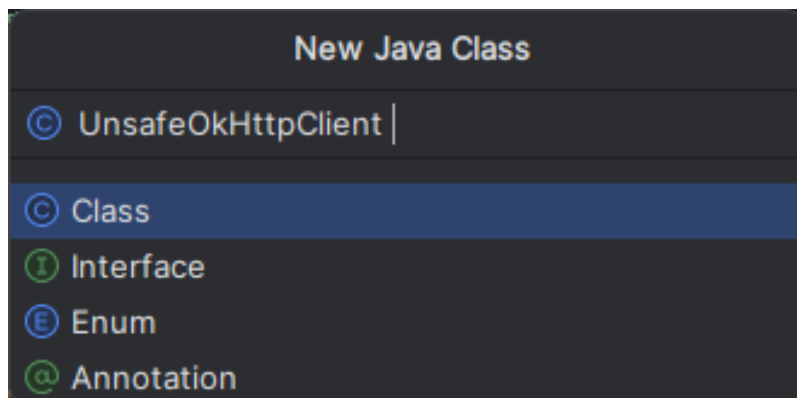 New Java Class
© UnsafeOkHttpClient
© Class
I Interface
E Enum
@ Annotation